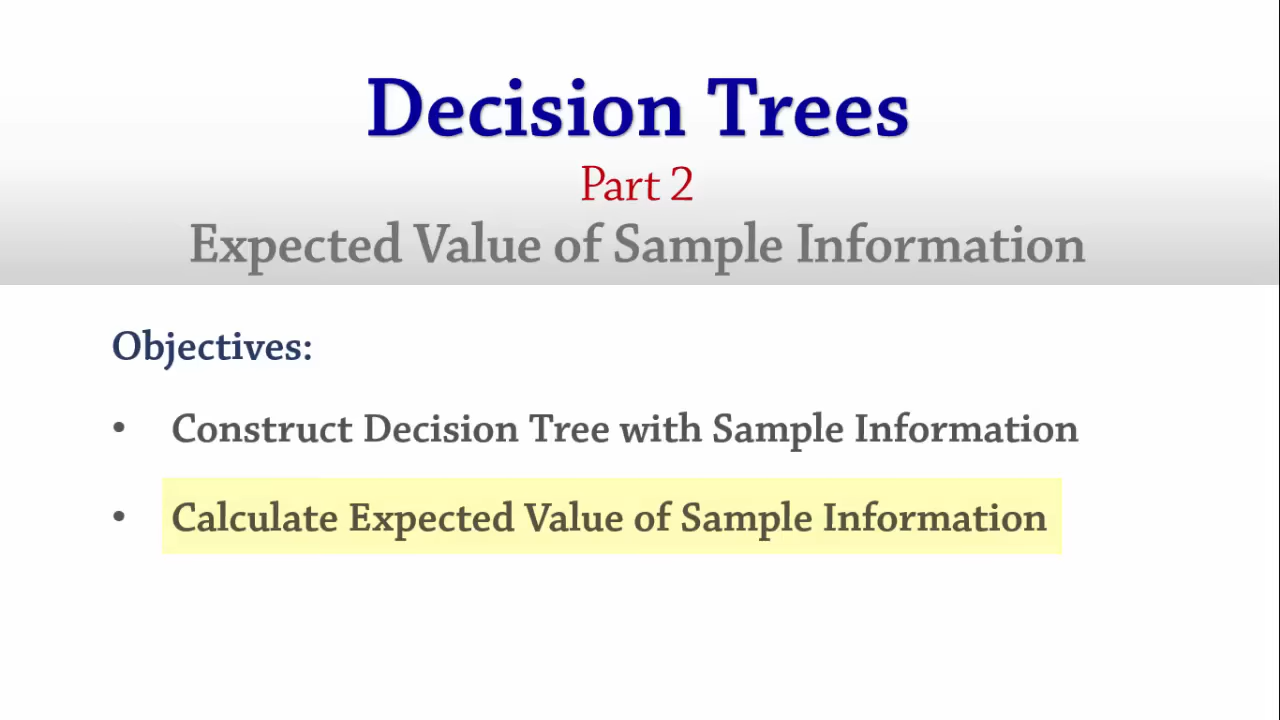 Decision Trees
Part 2
Expected Value of Sample Information
Objectives:
• Construct Decision Tree with Sample Information
• Calculate Expected Value of Sample Information